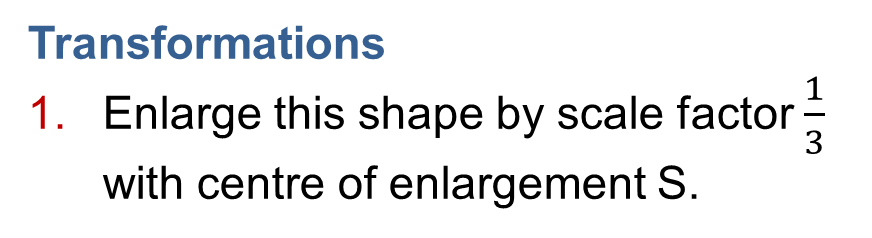 Transformations
1. Enlarge this shape by scale factor 1/3
with centre of enlargement S.